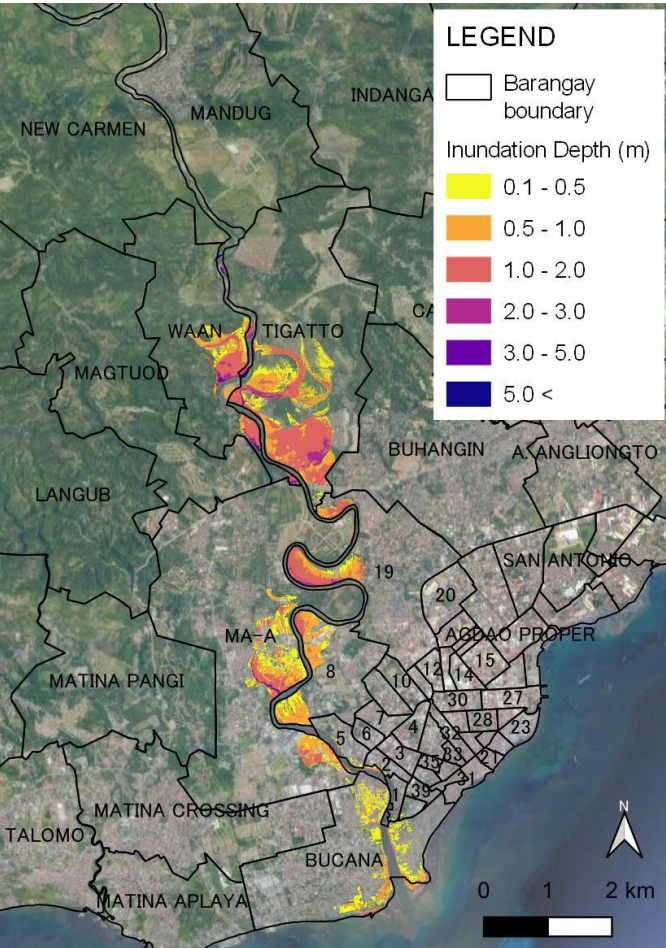 LEGEND
Barangay
boundary
Inundation Depth (m)
0.1 - 0.5
0.5 - 1.0
1.0 - 2.0
2.0 - 3.0
3.0 - 5.0
5.0 <
INDANGA
MANDUG
NEW CARMEN
CA
WAAN
TIGATTO
MAGTUOD
BUHANGIN
A. ANGLIONGTO
LANGUB
SAN ANTONIO
19
20
AGDAO PROPER
MA-A
8
12
15
14
10
MATINA PANGI
30
27
7
4
28
23
5
6
32
3
33
21
2
35
31
1
39
MATINA CROSSING
TALOMO
BUCANA
MATINA APLAYA
N
0 1 2 km